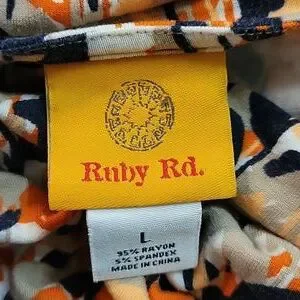 Ruby Rd.
L
95% RAYON
5% SPANDEX
MADE IN CHINA